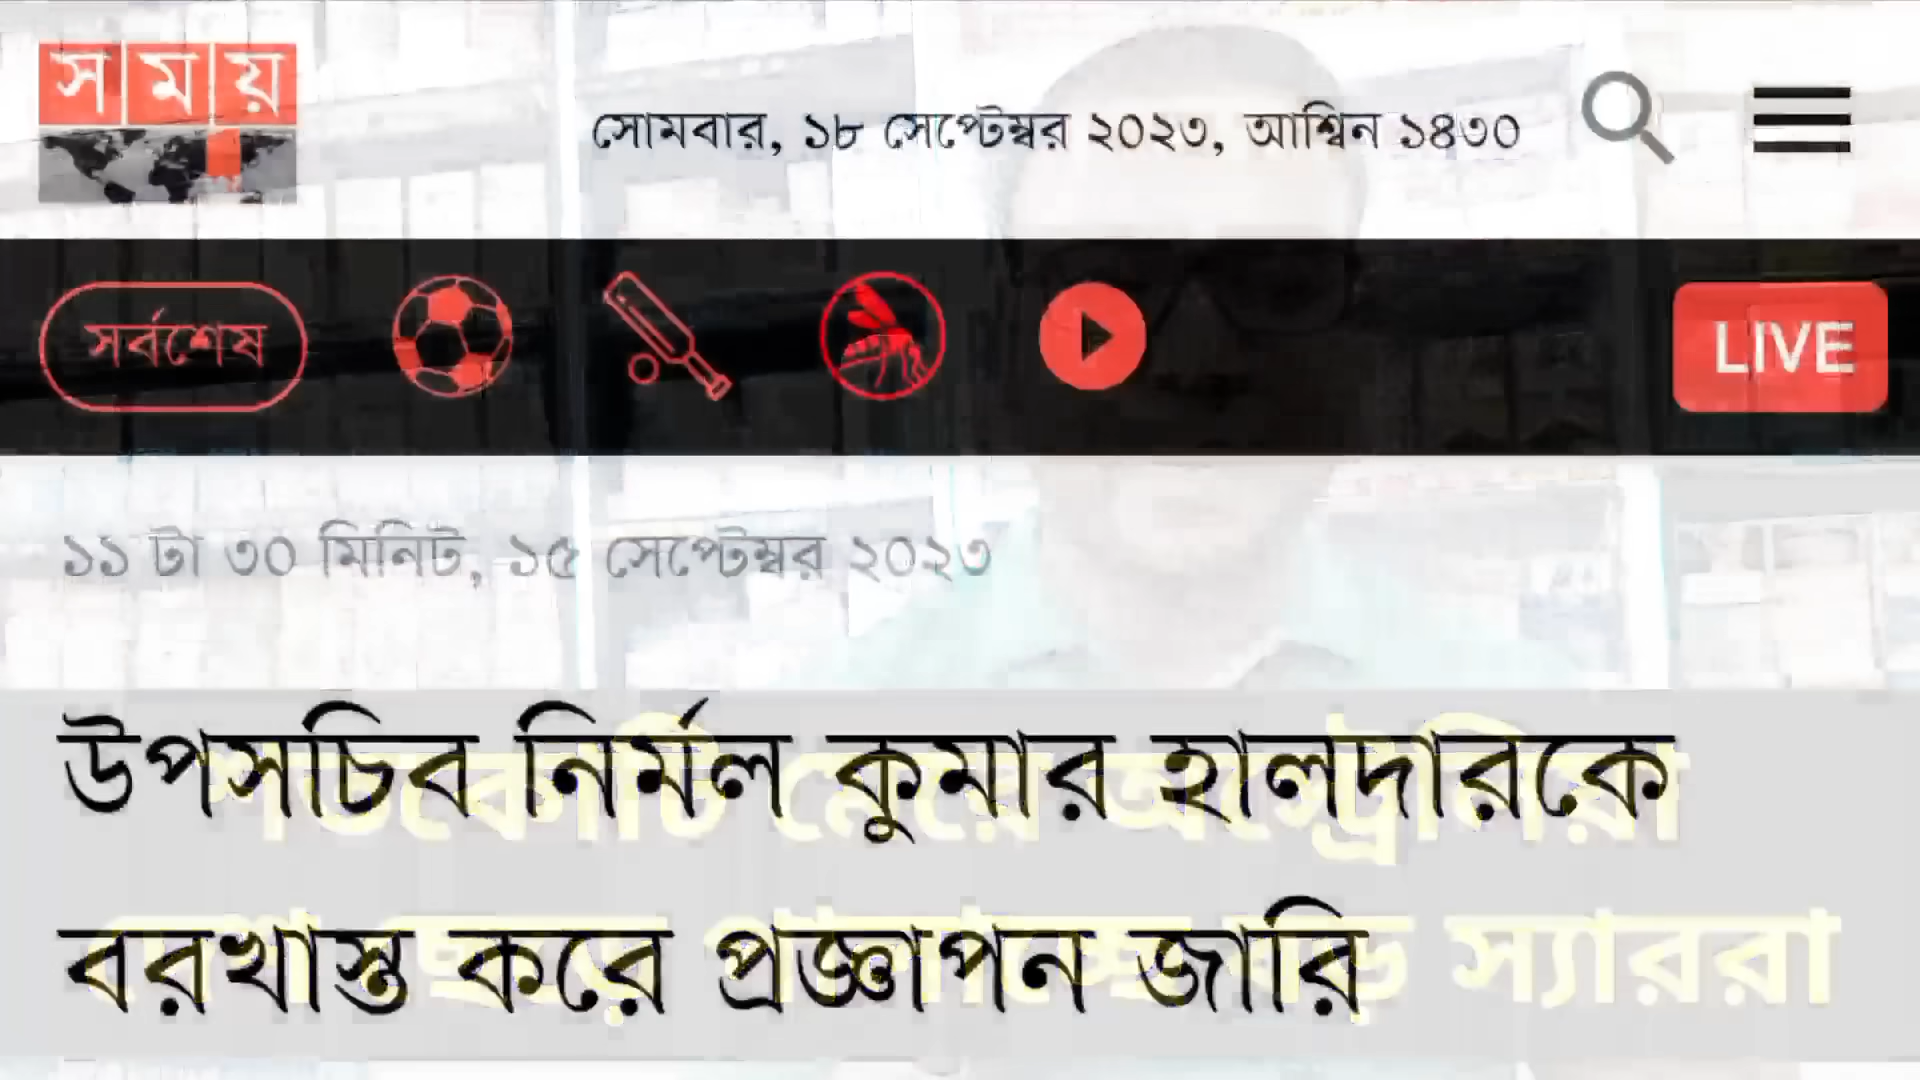 সময়
সোমবার, ১৮ সেপ্টেম্বর ২০২৩, আশ্বিন ১৪৩০
সর্বশেষ
LIVE
১১ টা ৩০ মিনিট, ১৫ সেপ্টেম্বর ২০২৩
উপসচিব নির্মল কুমার হালদারকে
বরখাস্ত করে প্রজ্ঞাপন জারি
স্যাররা